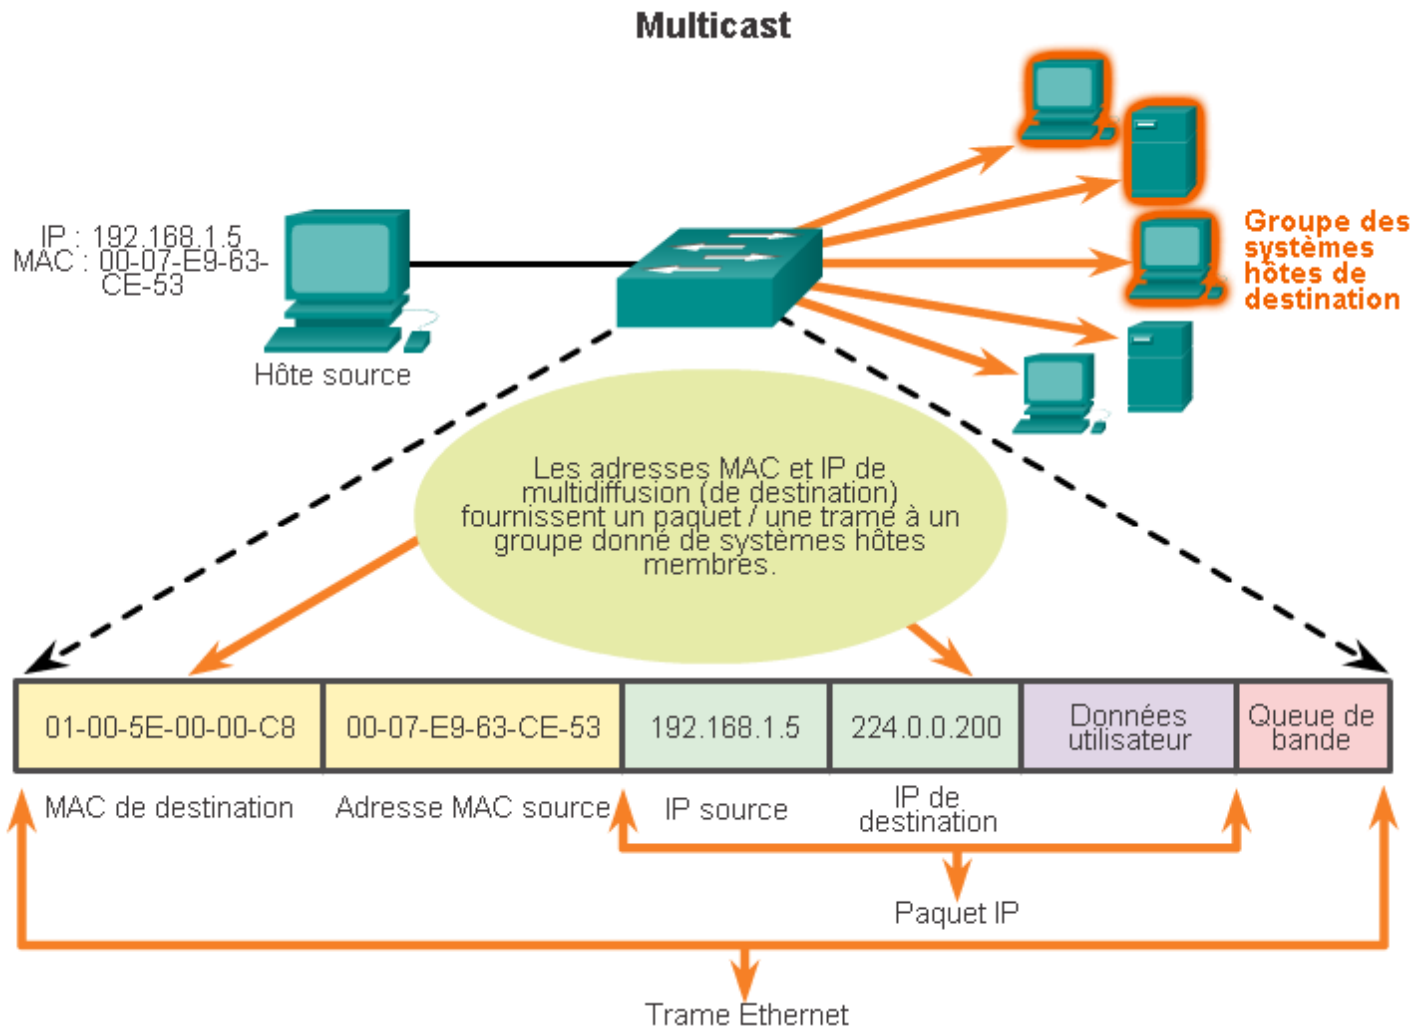 Multicast
IP : 192.168.1.5
MAC : 00-07-E9-63-
CE-53
Hôte source
Groupe des
systèmes
hôtes de
destination
Les adresses MAC et IP de
multidiffusion (de destination)
fournissent un paquet / une trame à un
groupe donné de systèmes hôtes
membres.
01-00-5E-00-00-C8
00-07-E9-63-CE-53
192.168.1.5
224.0.0.200
Données
utilisateur
Queue de
bande
MAC de destination
Adresse MAC source
IP source
IP de
destination
Paquet IP
Trame Ethernet